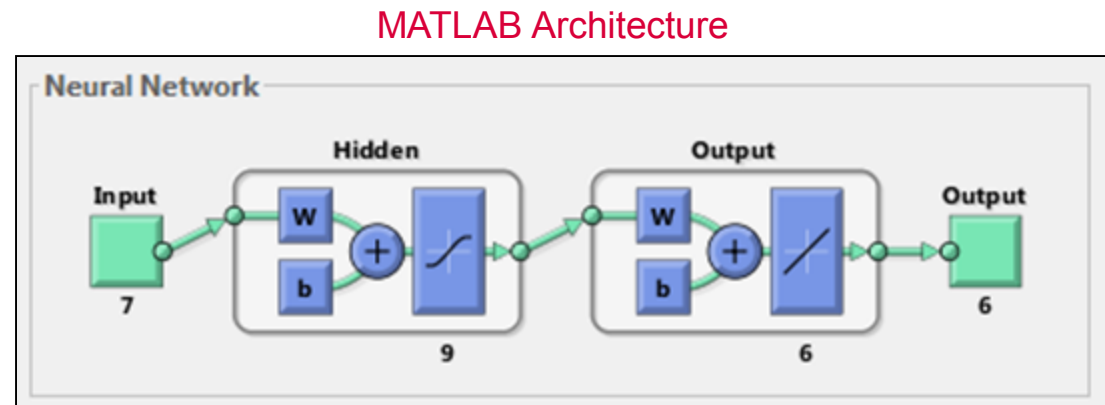 MATLAB Architecture
Neural Network
Hidden
Output
Input
Output
W
W
+
+
b
b
7
6
9
6